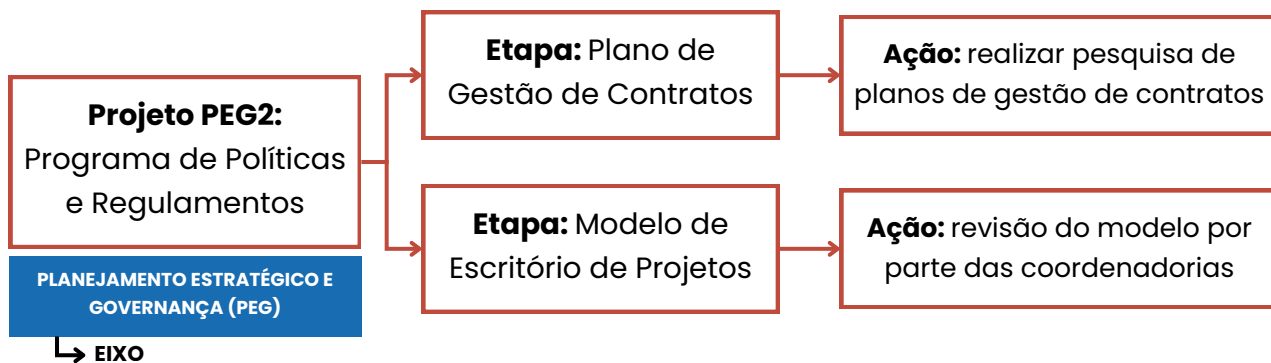 Projeto PEG2:
Programa de Políticas
e Regulamentos
PLANEJAMENTO ESTRATÉGICO E
GOVERNANÇA (PEG)
EIXO
Etapa: Plano de
Gestão de Contratos
Ação: realizar pesquisa de
planos de gestão de contratos
Etapa: Modelo de
Escritório de Projetos
Ação: revisão do modelo por
parte das coordenadorias